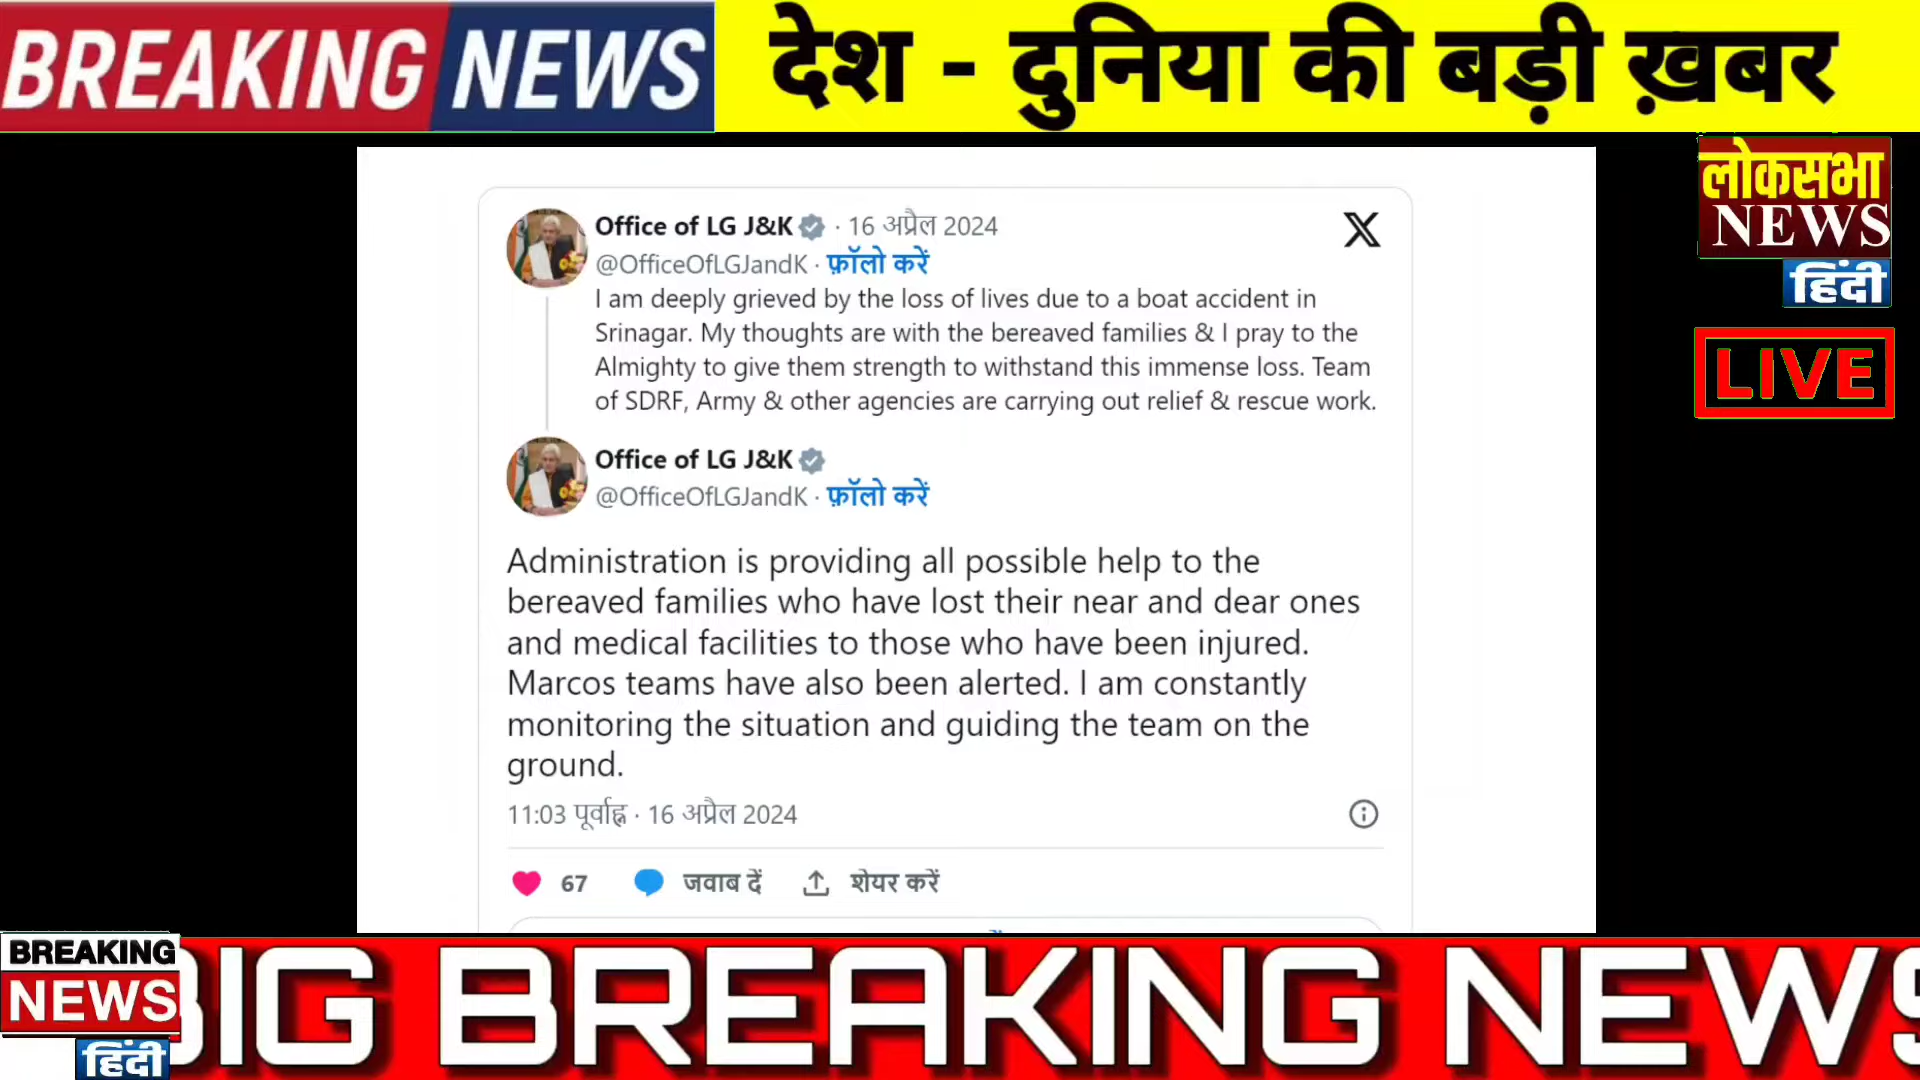 BREAKING NEWS
देश - दुनिया की बड़ी ख़बर
लोकसभा
NEWS
हिंदी
LIVE
Office of LG J&K · 16 अप्रैल 2024
@OfficeOfLGJandK · फ़ॉलो करें
I am deeply grieved by the loss of lives due to a boat accident in
Srinagar. My thoughts are with the bereaved families & I pray to the
Almighty to give them strength to withstand this immense loss. Team
of SDRF, Army & other agencies are carrying out relief & rescue work.
Office of LG J&K
@OfficeOfLGJandK · फ़ॉलो करें
Administration is providing all possible help to the
bereaved families who have lost their near and dear ones
and medical facilities to those who have been injured.
Marcos teams have also been alerted. I am constantly
monitoring the situation and guiding the team on the
ground.
11:03 पूर्वाह्न · 16 अप्रैल 2024
67 जवाब दें शेयर करें
BREAKING
NEWS
हिंदी
BIG BREAKING NEWS